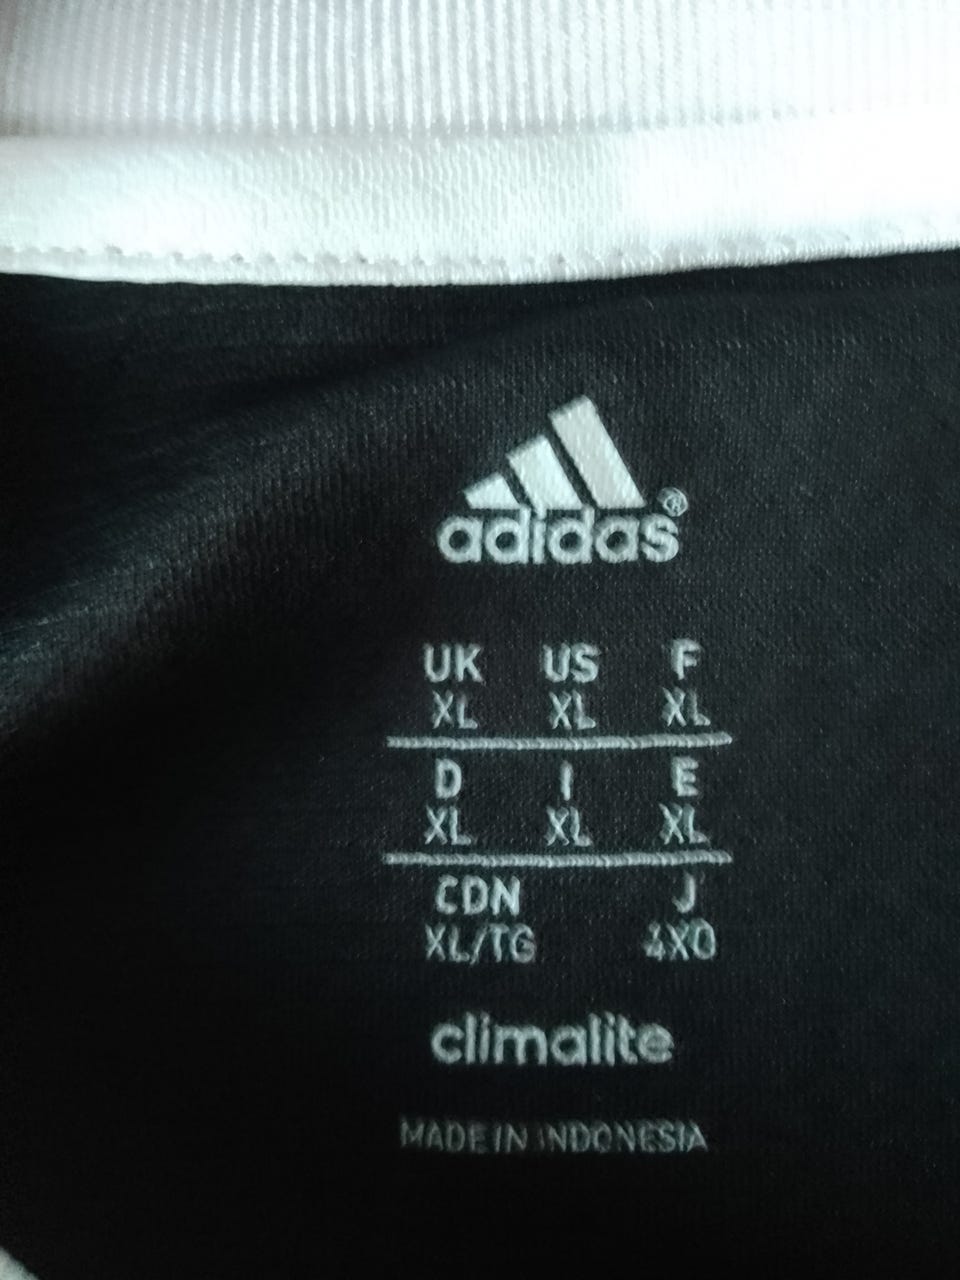 adidas®
UK US F
XL XL XL
D I E
XL XL XL
CDN J
XL/TG 4XO
climalite
MADE IN INDONESIA